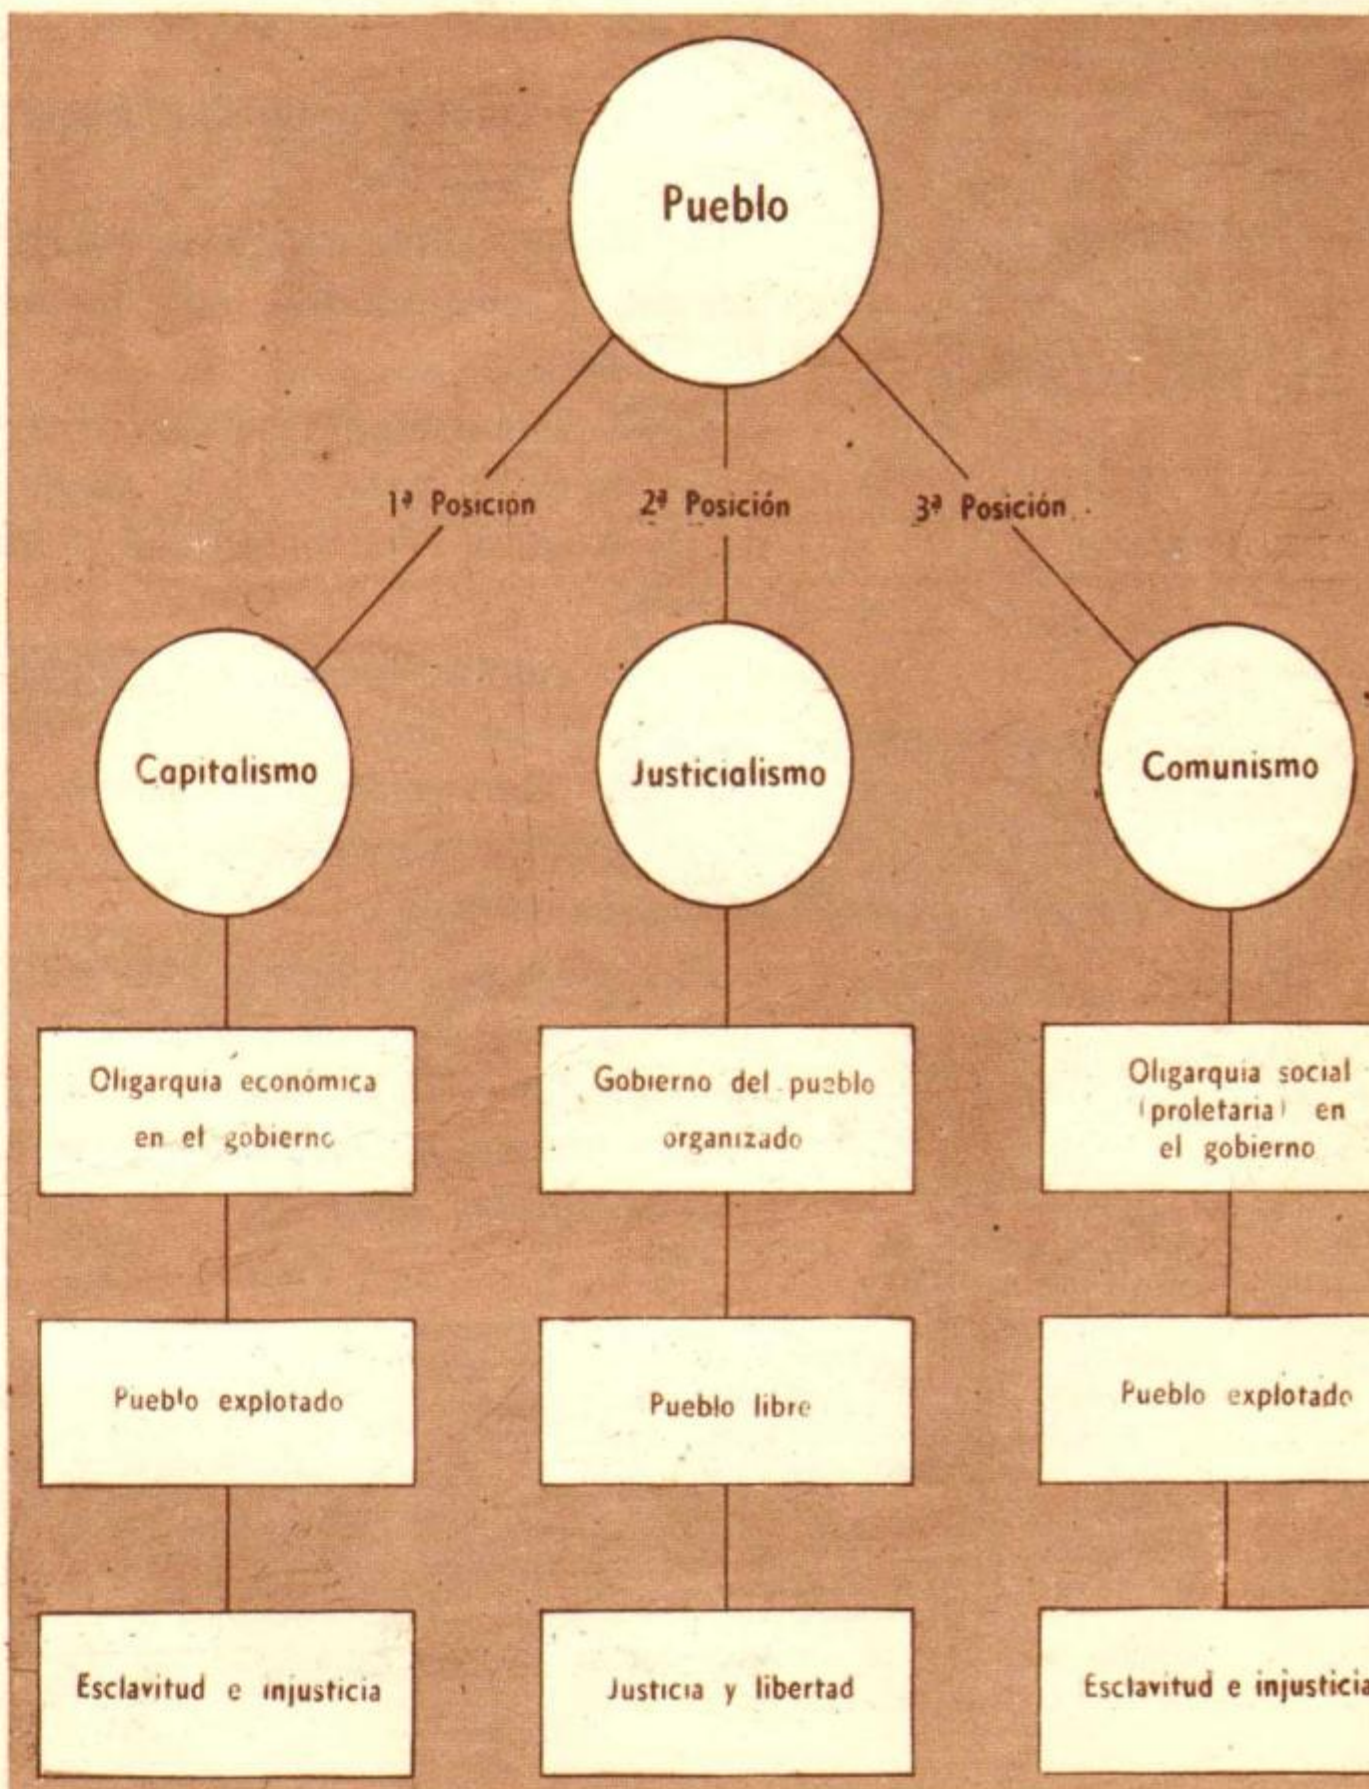 Pueblo
1ª Posición
2ª Posición
3ª Posición
Capitalismo
Justicialismo
Comunismo
Oligarquía económica
en el gobierno
Gobierno del pueblo
organizado
Oligarquía social
(proletaria) en
el gobierno
Pueblo explotado
Pueblo libre
Pueblo explotado
Esclavitud e injusticia
Justicia y libertad
Esclavitud e injusticia